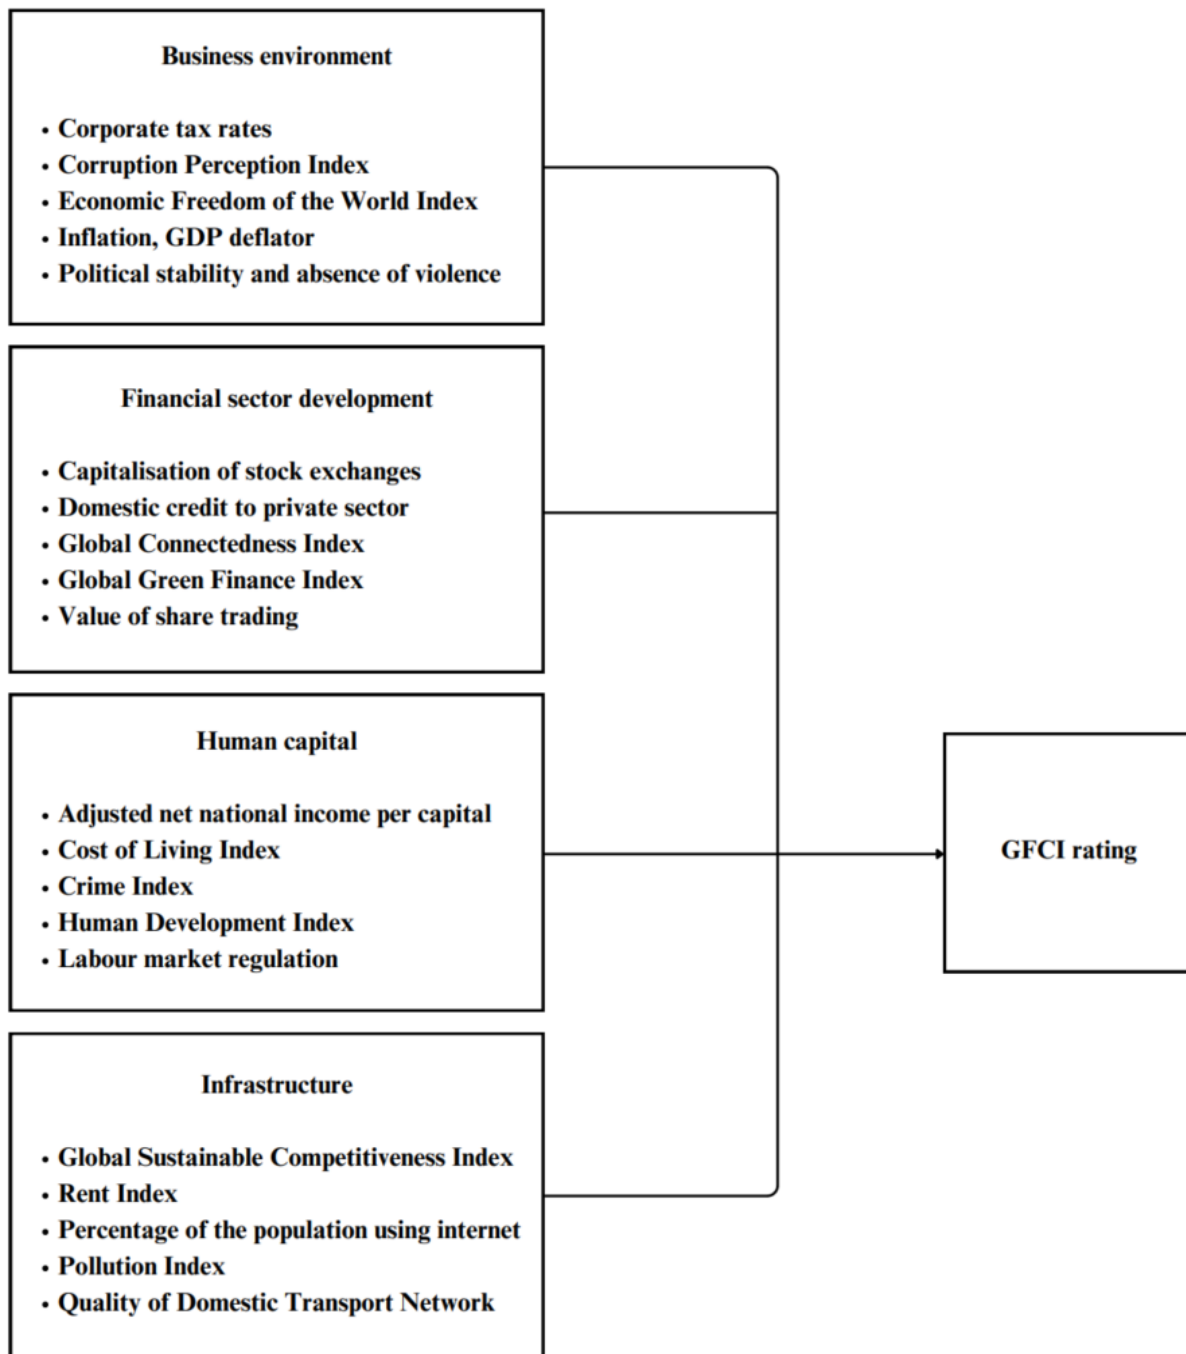 Business environment
• Corporate tax rates
• Corruption Perception Index
• Economic Freedom of the World Index
• Inflation, GDP deflator
• Political stability and absence of violence
Financial sector development
• Capitalisation of stock exchanges
• Domestic credit to private sector
• Global Connectedness Index
• Global Green Finance Index
• Value of share trading
Human capital
• Adjusted net national income per capital
• Cost of Living Index
• Crime Index
• Human Development Index
• Labour market regulation
GFCI rating
Infrastructure
• Global Sustainable Competitiveness Index
• Rent Index
• Percentage of the population using internet
• Pollution Index
• Quality of Domestic Transport Network